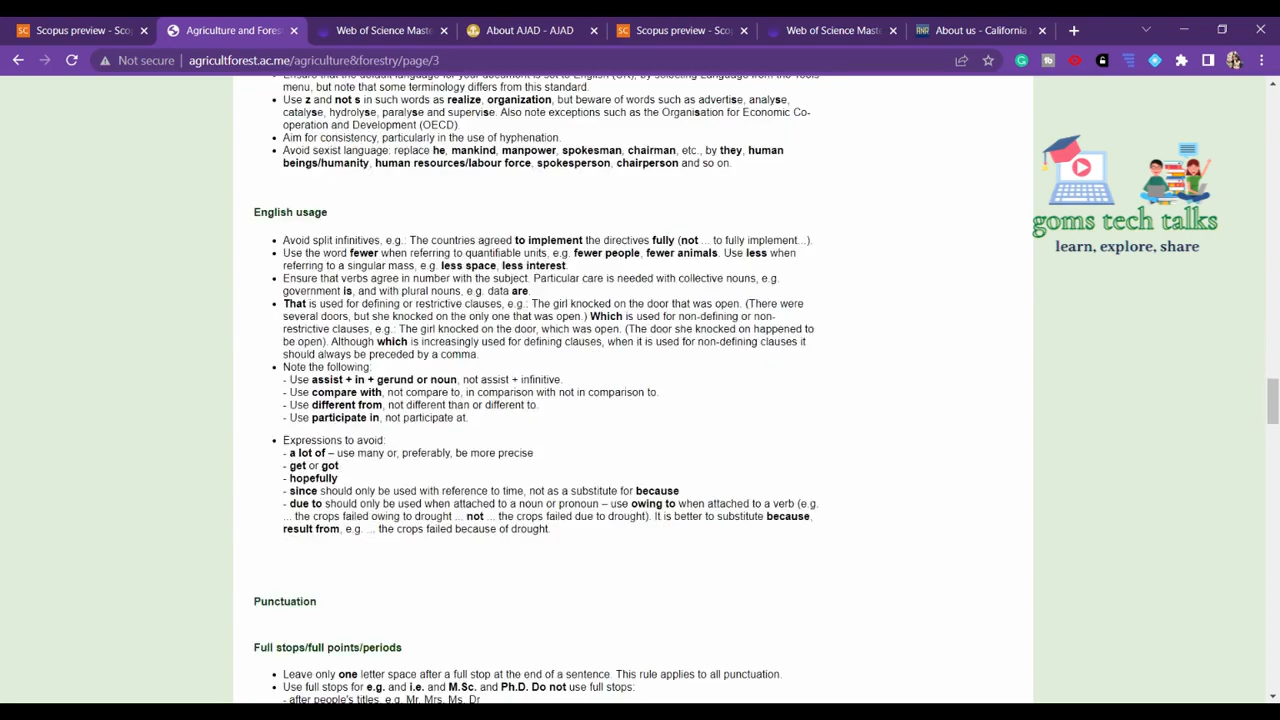 Scopus preview - Sco
Agriculture and Fores
Web of Science Maste
About AJAD - AJAD
Scopus preview - Sco
Web of Science Maste
About us - California A
Not secure
agricultforest.ac.me/agriculture&forestry/page/3
menu, but note that some terminology differs from this standard.
Use z and not s in such words as realize, organization, but beware of words such as advertise, analyse,
catalyse, hydrolyse, paralyse and supervise. Also note exceptions such as the Organisation for Economic Co-
operation and Development (OECD).
Aim for consistency, particularly in the use of hyphenation.
Avoid sexist language: replace he, mankind, manpower, spokesman, chairman, etc., by they, human
beings/humanity, human resources/labour force, spokesperson, chairperson and so on.
English usage
Avoid split infinitives, e.g.: The countries agreed to implement the directives fully (not ... to fully implement...).
Use the word fewer when referring to quantifiable units, e.g. fewer people, fewer animals. Use less when
referring to a singular mass, e.g. less space, less interest.
Ensure that verbs agree in number with the subject. Particular care is needed with collective nouns, e.g.
government is, and with plural nouns, e.g. data are.
That is used for defining or restrictive clauses, e.g.: The girl knocked on the door that was open. (There were
several doors, but she knocked on the only one that was open.) Which is used for non-defining or non-
restrictive clauses, e.g.: The girl knocked on the door, which was open. (The door she knocked on happened to
be open). Although which is increasingly used for defining clauses, when it is used for non-defining clauses it
should always be preceded by a comma.
Note the following:
- Use assist + in + gerund or noun, not assist + infinitive.
- Use compare with, not compare to, in comparison with not in comparison to.
- Use different from, not different than or different to.
- Use participate in, not participate at.
Expressions to avoid:
- a lot of – use many or, preferably, be more precise
- get or got
- hopefully
- since should only be used with reference to time, not as a substitute for because
- due to should only be used when attached to a noun or pronoun – use owing to when attached to a verb (e.g.
... the crops failed owing to drought ... not ... the crops failed due to drought). It is better to substitute because,
result from, e.g. ... the crops failed because of drought.
Punctuation
Full stops/full points/periods
Leave only one letter space after a full stop at the end of a sentence. This rule applies to all punctuation.
Use full stops for e.g. and i.e. and M.Sc. and Ph.D. Do not use full stops:
- after people's titles, e.g. Mr, Mrs, Ms, Dr
goms tech talks
learn, explore, share